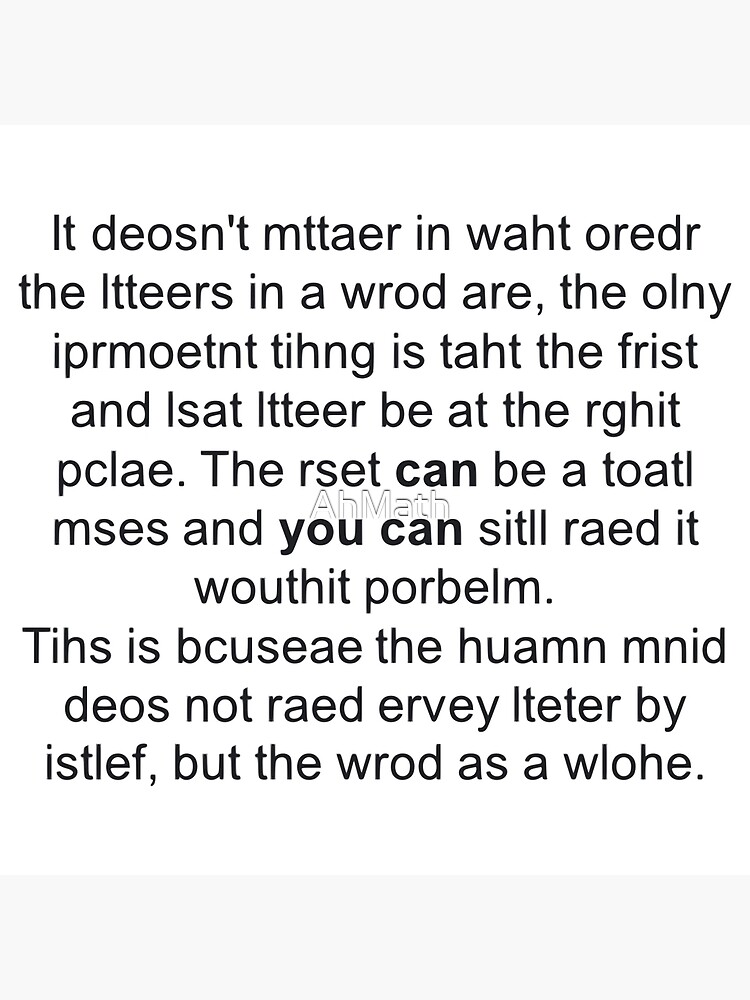 It deosn't mttaer in waht oredr
the ltteers in a wrod are, the olny
iprmoetnt tihng is taht the frist
and lsat ltteer be at the rghit
pclae. The rset can be a toatl
AhMath
mses and you can sitll raed it
wouthit porbelm.
Tihs is bcuseae the huamn mnid
deos not raed ervey lteter by
istlef, but the wrod as a wlohe.